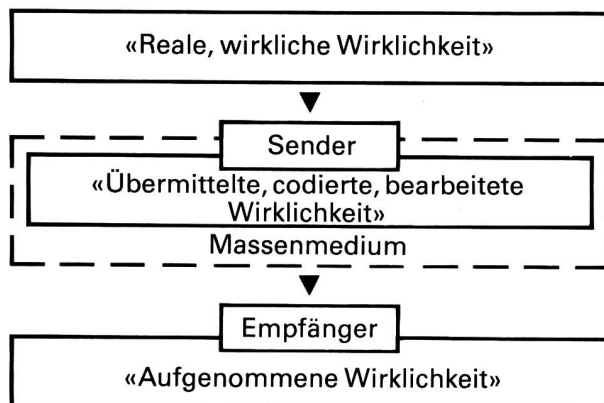 «Reale, wirkliche Wirklichkeit»
Sender
«Übermittelte, codierte, bearbeitete
Wirklichkeit»
Massenmedium
Empfänger
«Aufgenommene Wirklichkeit»